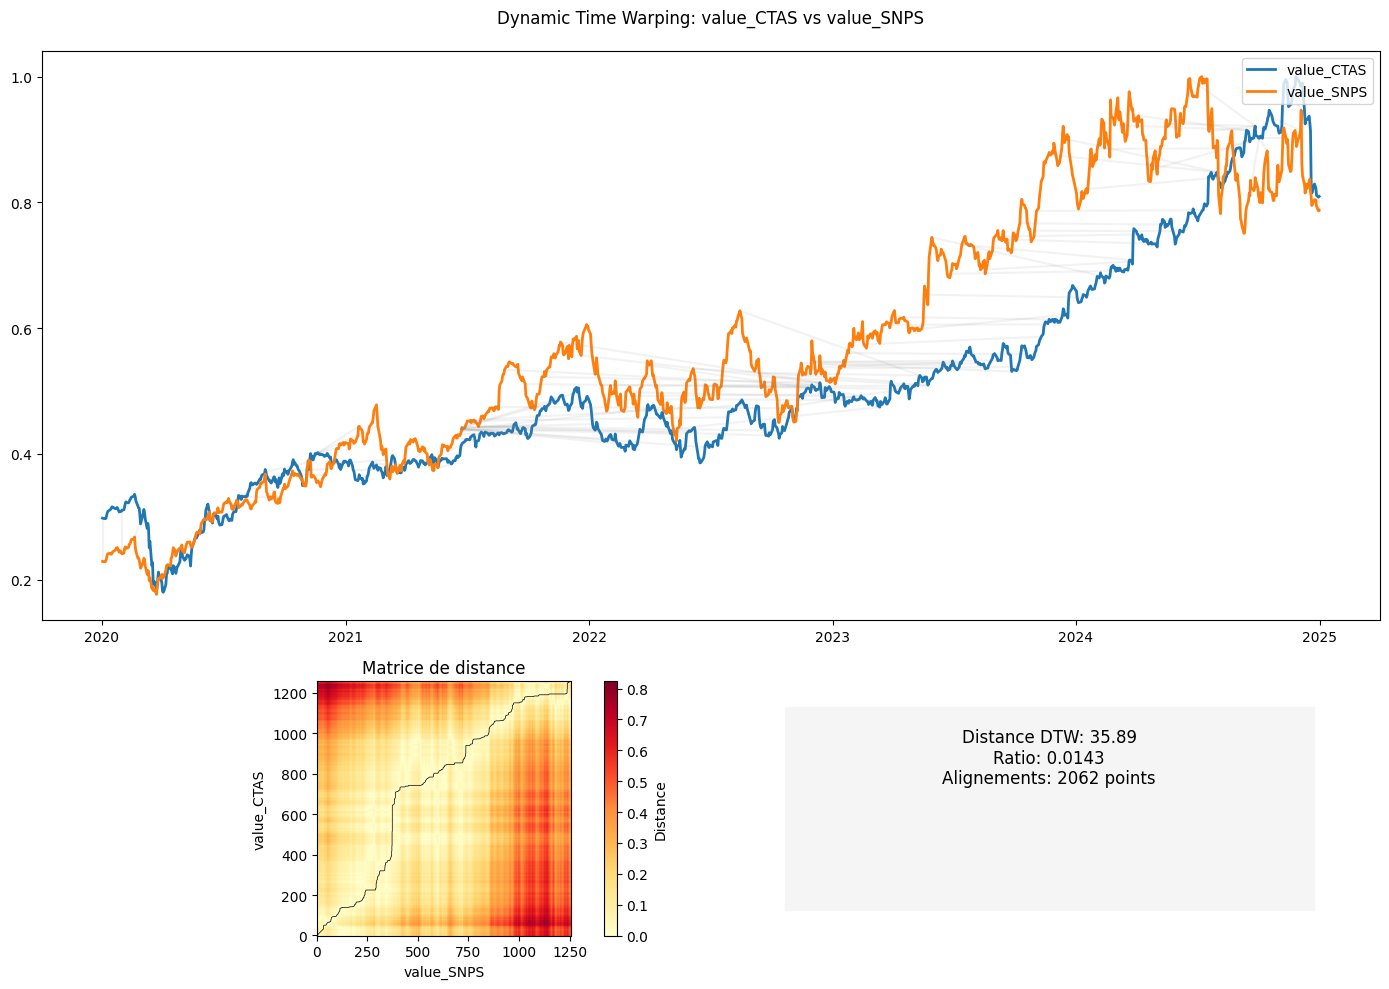 Dynamic Time Warping: value_CTAS vs value_SNPS
1.0
0.8
0.6
0.4
0.2
value_CTAS
value_SNPS
2020 2021 2022 2023 2024 2025
Matrice de distance
1200
1000
800
600
400
200
0
value_CTAS
0 250 500 750 1000 1250
value_SNPS
0.8
0.7
0.6
0.5
0.4
0.3
0.2
0.1
0.0
Distance
Distance DTW: 35.89
Ratio: 0.0143
Alignements: 2062 points